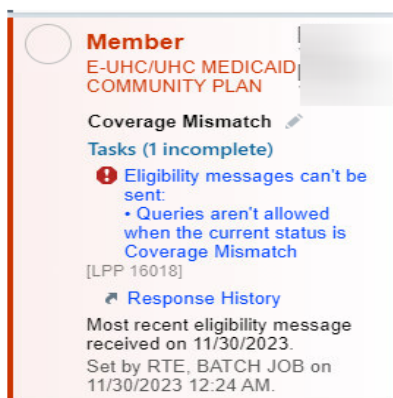 Member
E-UHC/UHC MEDICAID
COMMUNITY PLAN
Coverage Mismatch
Tasks (1 incomplete)
Eligibility messages can't be
sent:
• Queries aren't allowed
when the current status is
Coverage Mismatch
[LPP 16018]
Response History
Most recent eligibility message
received on 11/30/2023.
Set by RTE, BATCH JOB on
11/30/2023 12:24 AM.